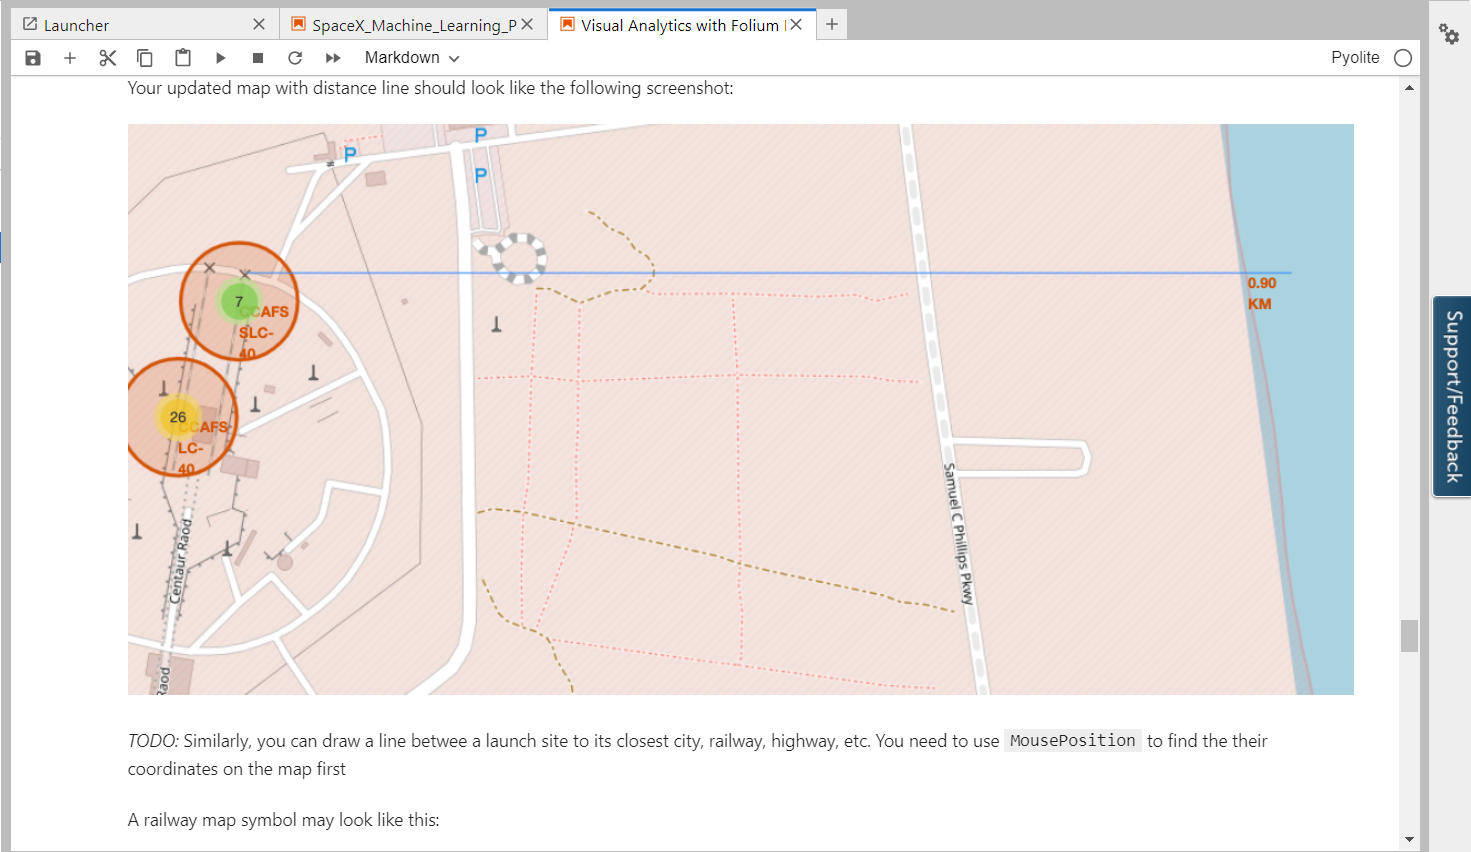 Launcher
SpaceX_Machine_Learning_P
Visual Analytics with Folium
Markdown
Pyolite
Your updated map with distance line should look like the following screenshot:
P
P
P
7
CCAFS
SLC-
40
26
CCAFS
LC-
40
0.90
KM
Samuel C Phillips Pkwy
Centaur Raod
Raod
TODO: Similarly, you can draw a line betwee a launch site to its closest city, railway, highway, etc. You need to use MousePosition to find the their
coordinates on the map first
A railway map symbol may look like this:
Support/Feedback